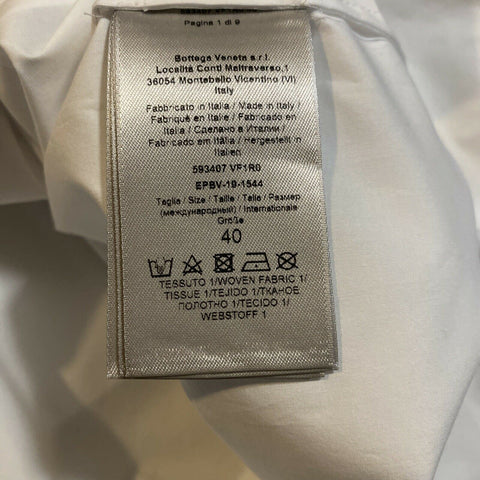 593407 VF1R0
Pagina 1 di 9
Bottega Veneta s.r.l.
Località Conti Maltraverso,1
36054 Montebello Vicentino (VI)
Italy
Fabbricato in Italia / Made in Italy /
Fabriqué en Italie / Fabricado en
Italia / Сделано в Италии /
Fabricado em Itália / Hergestellt in
Italien
593407 VF1R0
EPBV-19-1544
Taglia / Size / Taille / Talla / Размер
(международный) / Internationale
Größe
40
TESSUTO 1/WOVEN FABRIC 1/
TISSUE 1/TEJIDO 1/ТКАНОЕ
ПОЛОТНО 1/TECIDO 1/
WEBSTOFF 1